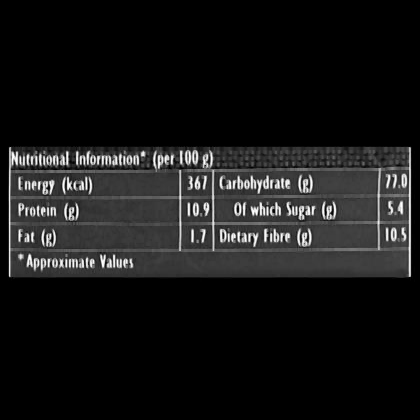 Nutritional Information* (per 100 g)
Energy (kcal) 367 Carbohydrate (g) 77.0
Protein (g) 10.9 Of which Sugar (g) 5.4
Fat (g) 1.7 Dietary Fibre (g) 10.5
*Approximate Values